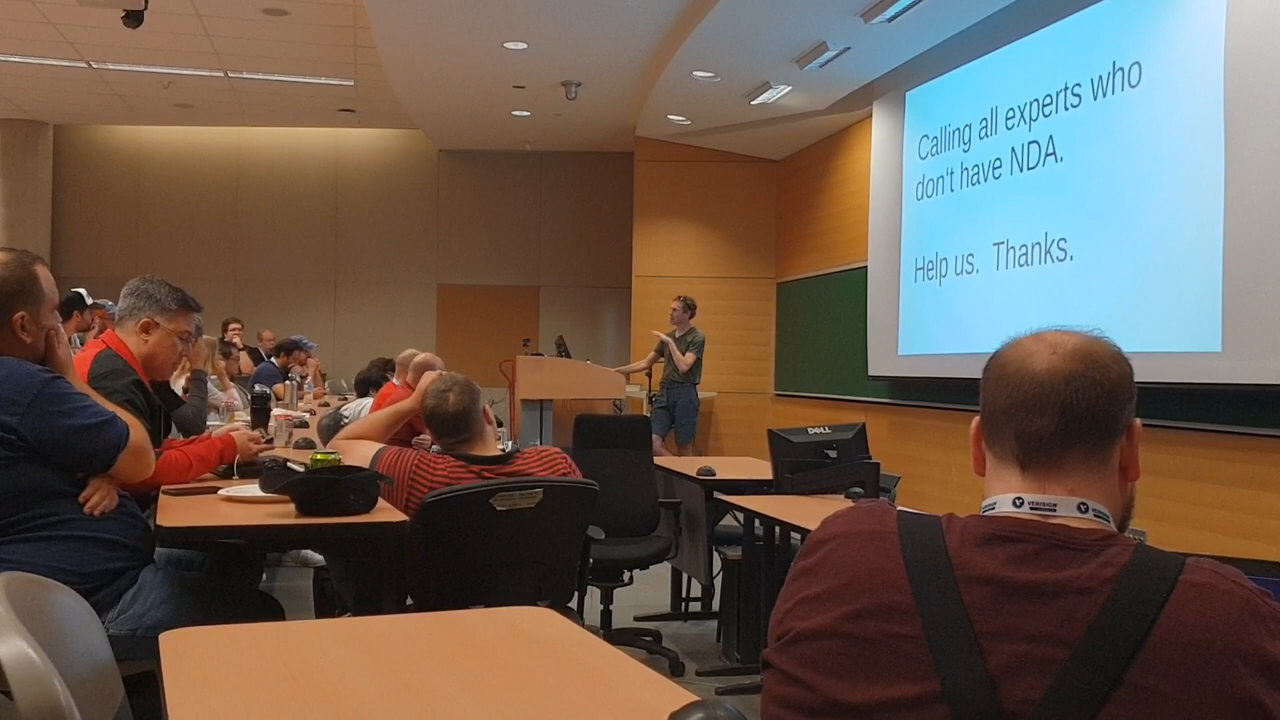 Calling all experts who
don't have NDA.
Help us. Thanks.
DELL
VERISIGN